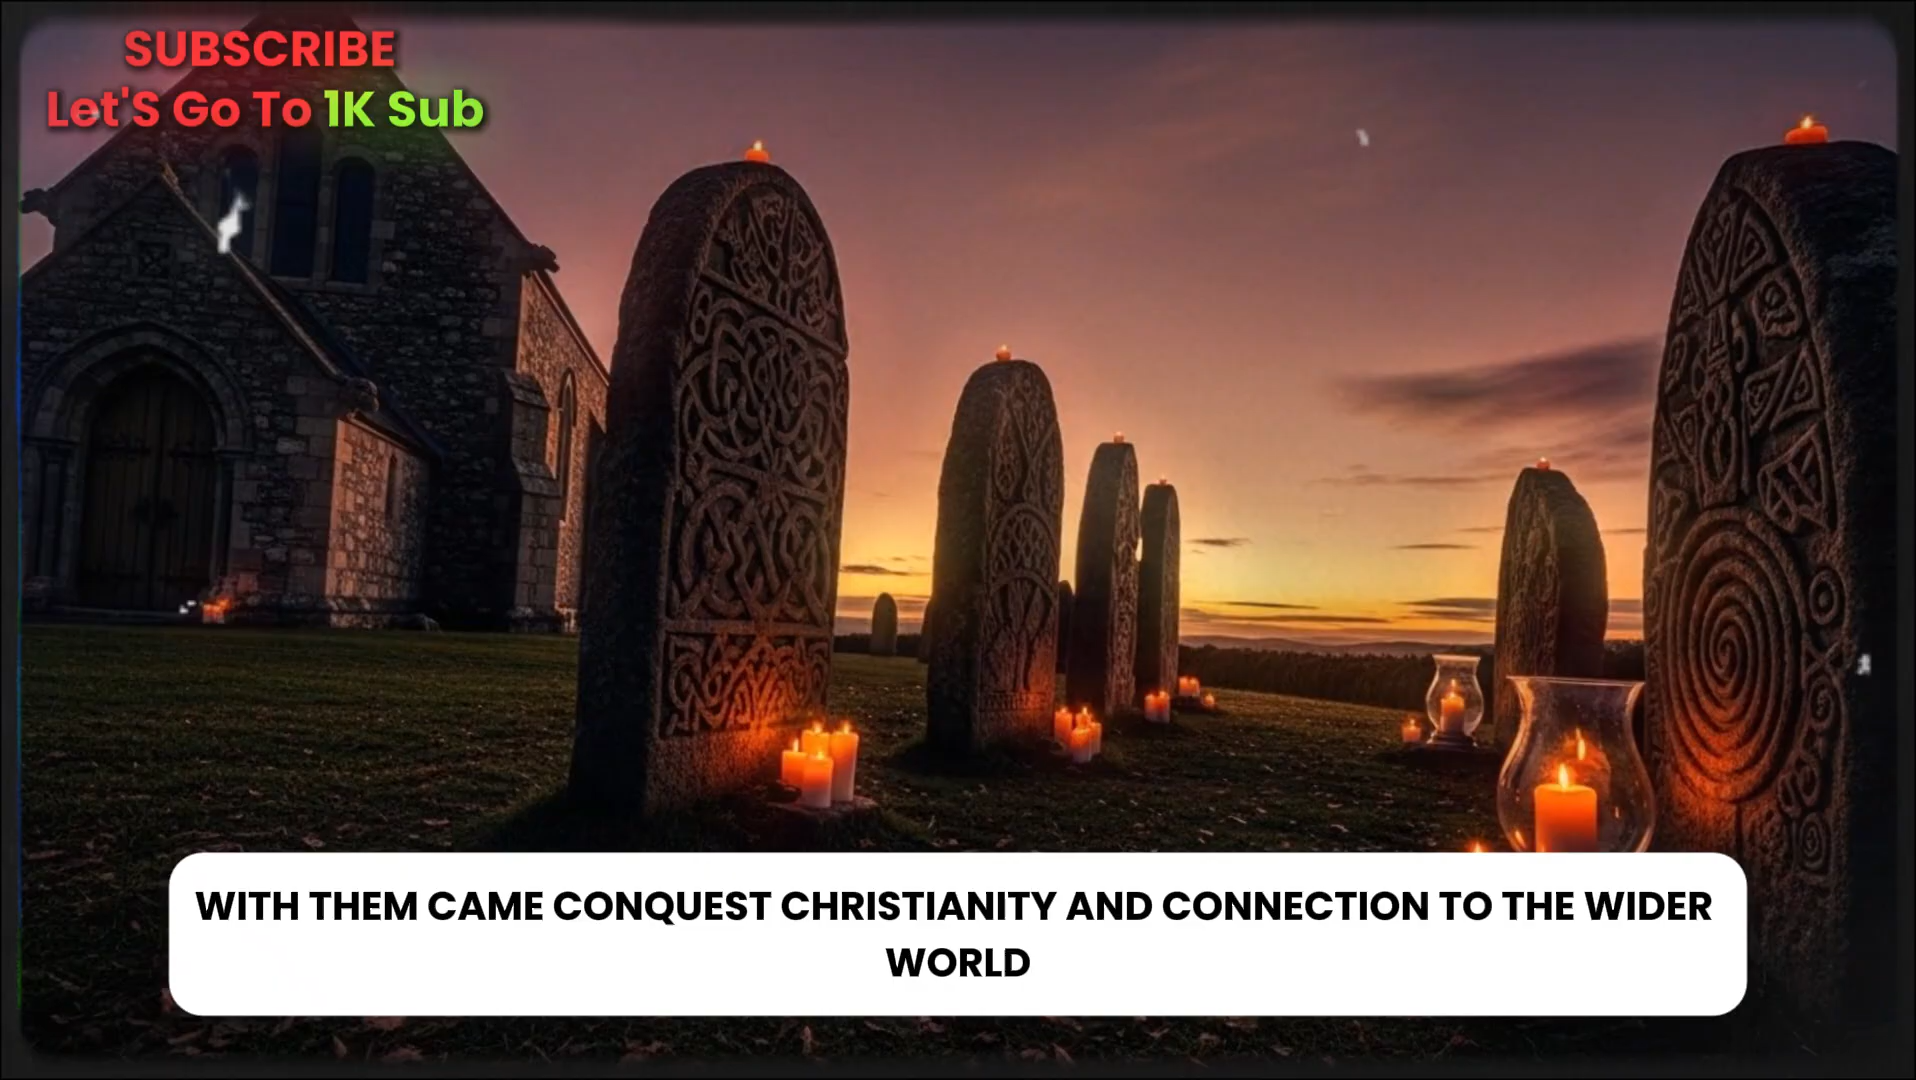 SUBSCRIBE
Let'S Go To 1K Sub
WITH THEM CAME CONQUEST CHRISTIANITY AND CONNECTION TO THE WIDER
WORLD